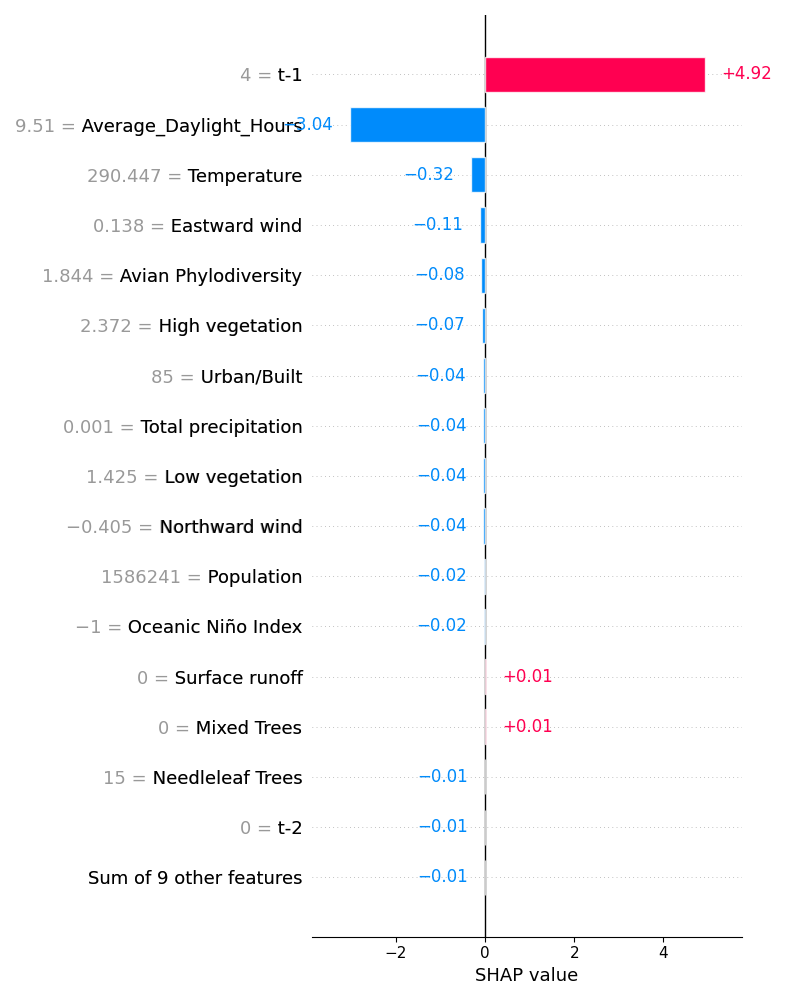 4 = t-1 +4.92
9.51 = Average_Daylight_Hours −3.04
290.447 = Temperature −0.32
0.138 = Eastward wind −0.11
1.844 = Avian Phylodiversity −0.08
2.372 = High vegetation −0.07
85 = Urban/Built −0.04
0.001 = Total precipitation −0.04
1.425 = Low vegetation −0.04
−0.405 = Northward wind −0.04
1586241 = Population −0.02
−1 = Oceanic Niño Index −0.02
0 = Surface runoff +0.01
0 = Mixed Trees +0.01
15 = Needleleaf Trees −0.01
0 = t-2 −0.01
Sum of 9 other features −0.01
−2 0 2 4
SHAP value